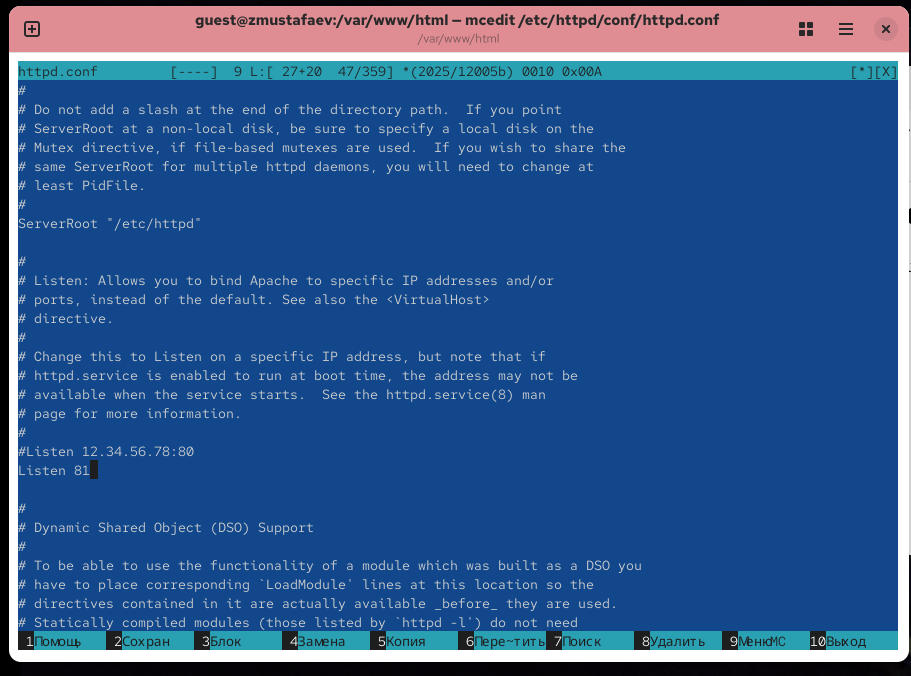 guest@zmustafaev:/var/www/html — mcedit /etc/httpd/conf/httpd.conf
/var/www/html
httpd.conf         [----]  9 L:[ 27+20  47/359] *(2025/12005b) 0010 0x00A                               [*][X]
#
# Do not add a slash at the end of the directory path.  If you point
# ServerRoot at a non-local disk, be sure to specify a local disk on the
# Mutex directive, if file-based mutexes are used.  If you wish to share the
# same ServerRoot for multiple httpd daemons, you will need to change at
# least PidFile.
#
ServerRoot "/etc/httpd"

#
# Listen: Allows you to bind Apache to specific IP addresses and/or
# ports, instead of the default. See also the <VirtualHost>
# directive.
#
# Change this to Listen on a specific IP address, but note that if
# httpd.service is enabled to run at boot time, the address may not be
# available when the service starts.  See the httpd.service(8) man
# page for more information.
#
#Listen 12.34.56.78:80
Listen 81

#
# Dynamic Shared Object (DSO) Support
#
# To be able to use the functionality of a module which was built as a DSO you
# have to place corresponding `LoadModule' lines at this location so the
# directives contained in it are actually available _before_ they are used.
# Statically compiled modules (those listed by `httpd -l') do not need
1Помощь 2Сохран 3Блок 4Замена 5Копия 6Пере~тить 7Поиск 8Удалить 9МенюMC 10Выход